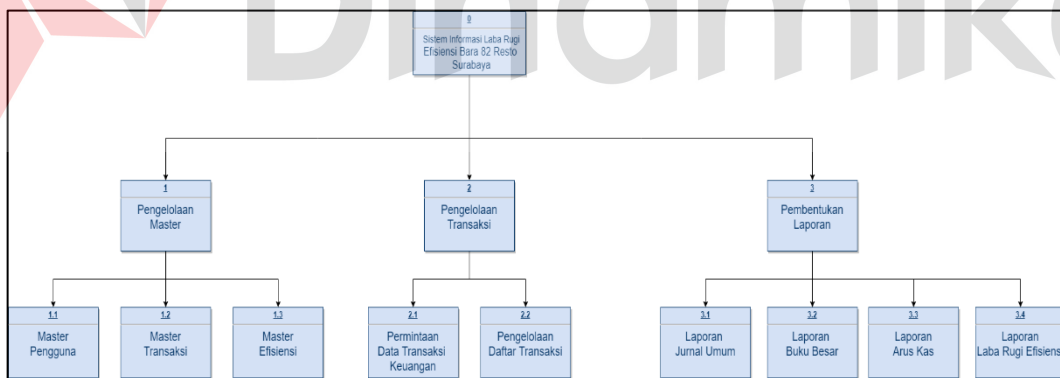 Dinamika
0
Sistem Informasi Laba Rugi
Efisiensi Bara 82 Resto
Surabaya
1
Pengelolaan
Master
2
Pengelolaan
Transaksi
3
Pembentukan
Laporan
1.1
Master
Pengguna
1.2
Master
Transaksi
1.3
Master
Efisiensi
2.1
Permintaan
Data Transaksi
Keuangan
2.2
Pengelolaan
Daftar Transaksi
3.1
Laporan
Jurnal Umum
3.2
Laporan
Buku Besar
3.3
Laporan
Arus Kas
3.4
Laporan
Laba Rugi Efisiensi